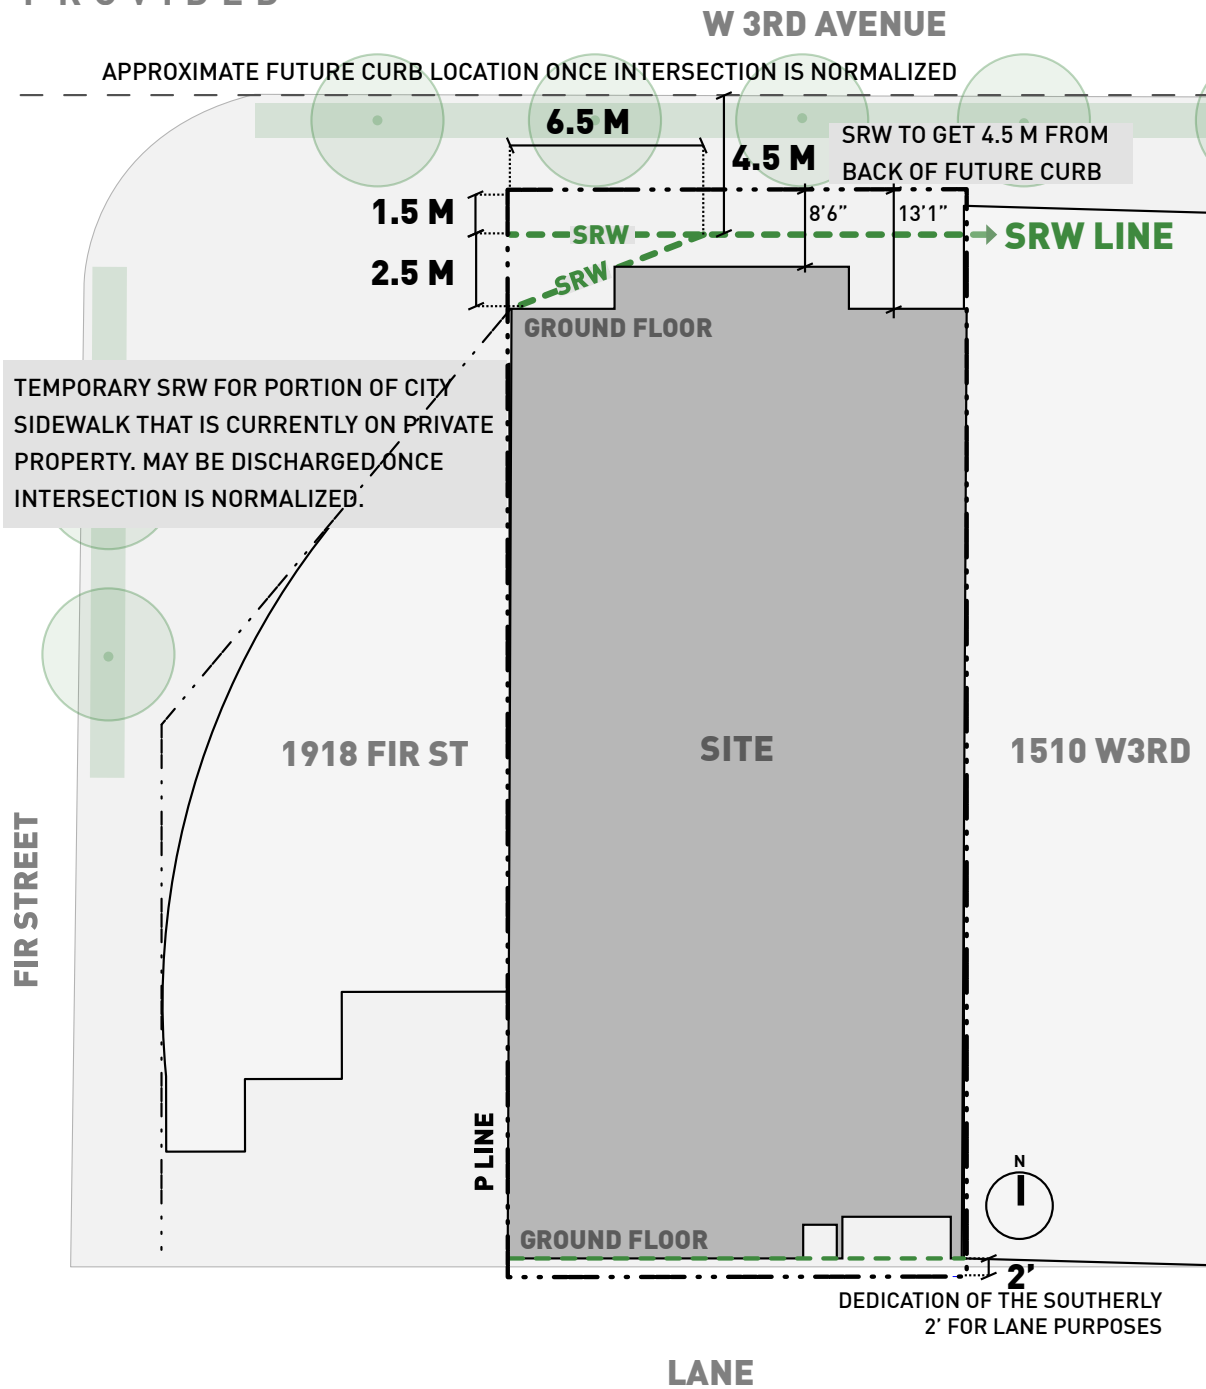 PROVIDED
W 3RD AVENUE
APPROXIMATE FUTURE CURB LOCATION ONCE INTERSECTION IS NORMALIZED
6.5 M
4.5 M
SRW TO GET 4.5 M FROM
BACK OF FUTURE CURB
1.5 M
8'6"
13'1"
SRW
SRW LINE
2.5 M
SRW
GROUND FLOOR
TEMPORARY SRW FOR PORTION OF CITY
SIDEWALK THAT IS CURRENTLY ON PRIVATE
PROPERTY. MAY BE DISCHARGED ONCE
INTERSECTION IS NORMALIZED.
1918 FIR ST
SITE
1510 W3RD
FIR STREET
P LINE
N
GROUND FLOOR
2'
DEDICATION OF THE SOUTHERLY
2' FOR LANE PURPOSES
LANE